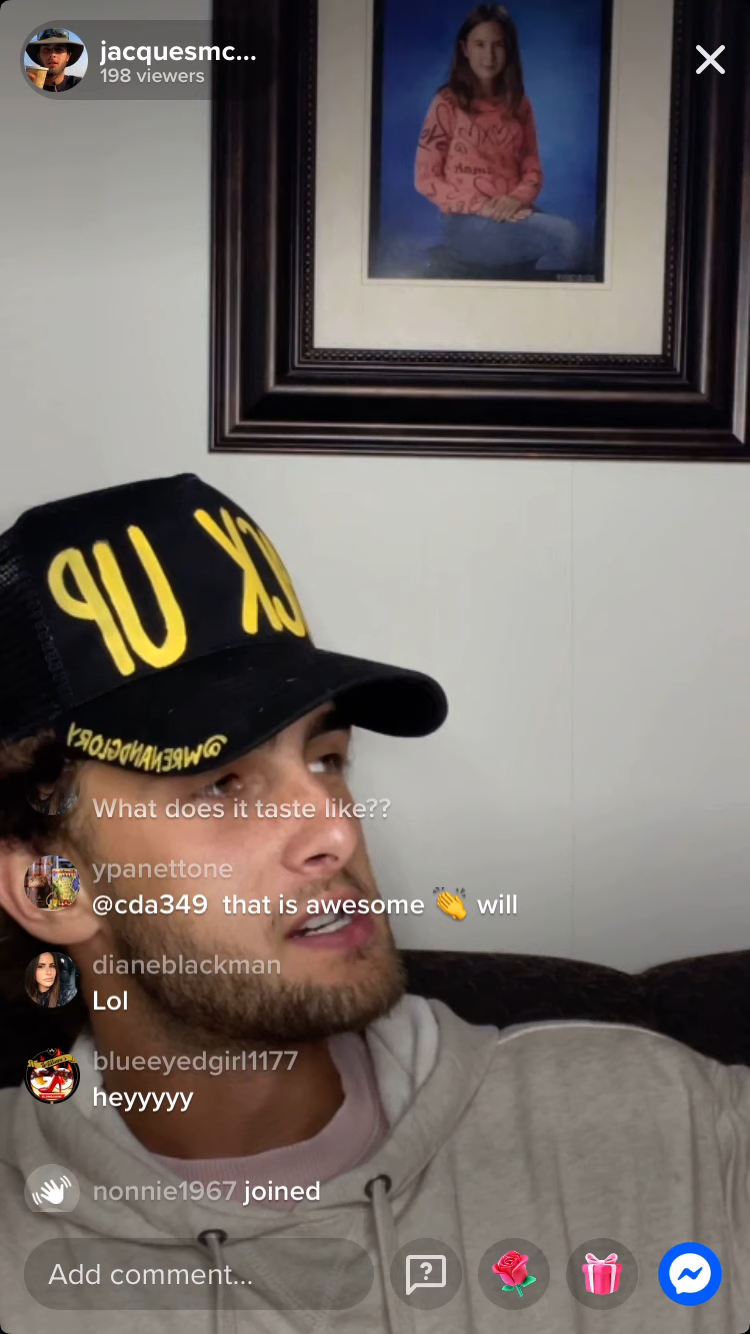 jacquesmc...
198 viewers
CK UP
@WRENANDGLORY
What does it taste like??
ypanettone
@cda349 that is awesome 👏 will
dianeblackman
Lol
blueeyedgirl1177
heyyyyy
nonnie1967 joined
Add comment...